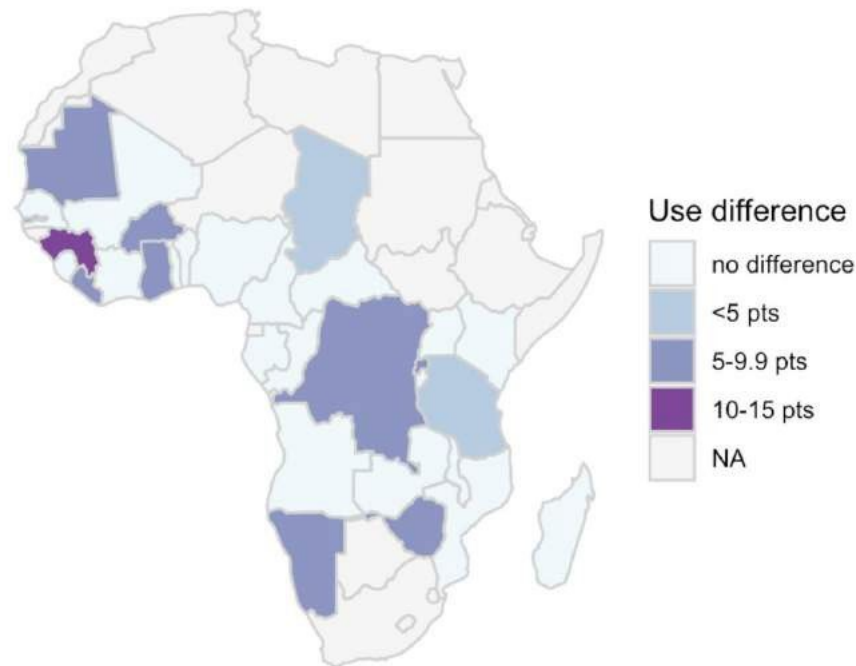 Use difference
no difference
<5 pts
5-9.9 pts
10-15 pts
NA